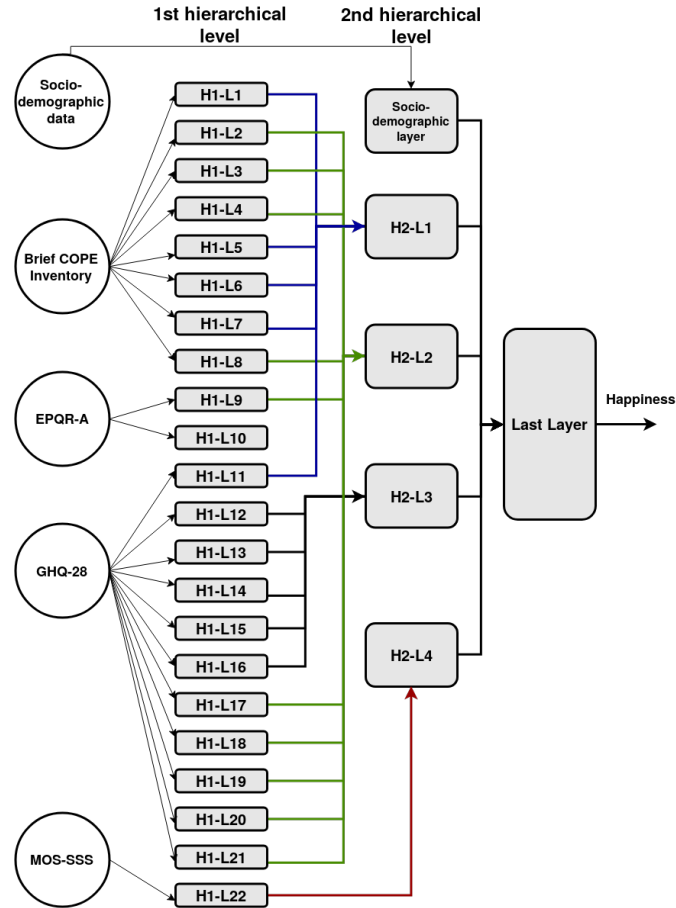 1st hierarchical
level
2nd hierarchical
level
Socio-
demographic
data
Brief COPE
Inventory
EPQR-A
GHQ-28
MOS-SSS
H1-L1
H1-L2
H1-L3
H1-L4
H1-L5
H1-L6
H1-L7
H1-L8
H1-L9
H1-L10
H1-L11
H1-L12
H1-L13
H1-L14
H1-L15
H1-L16
H1-L17
H1-L18
H1-L19
H1-L20
H1-L21
H1-L22
Socio-
demographic
layer
H2-L1
H2-L2
H2-L3
H2-L4
Last Layer
Happiness